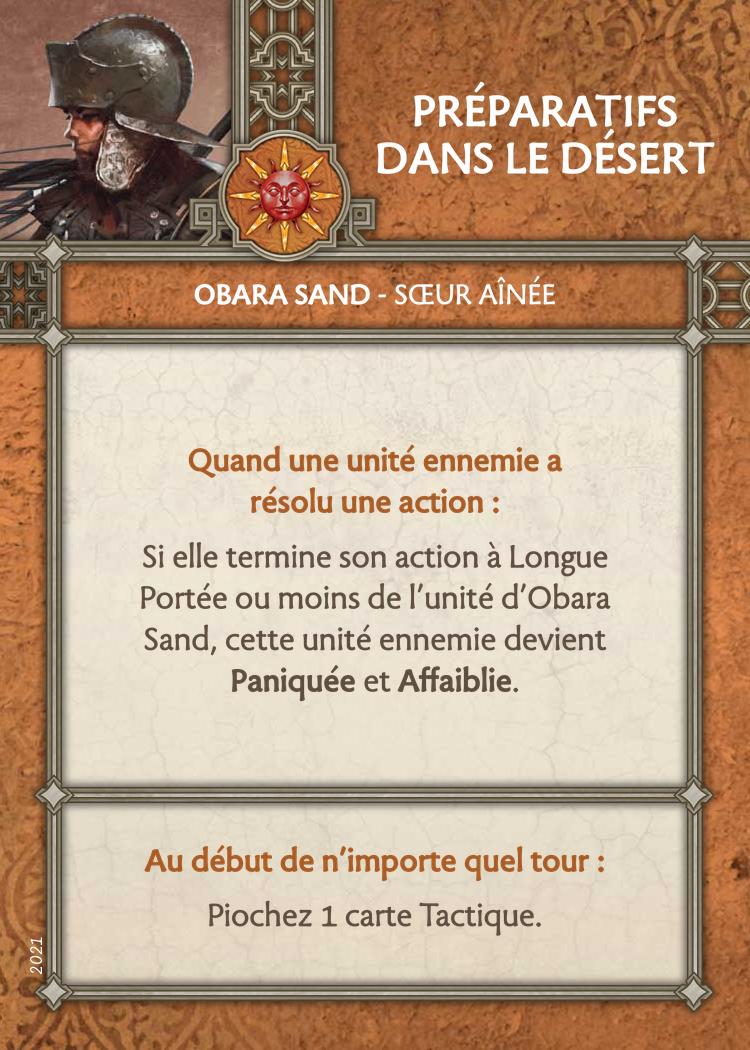 PRÉPARATIFS
DANS LE DÉSERT
OBARA SAND - SŒUR AÎNÉE
Quand une unité ennemie a
résolu une action :
Si elle termine son action à Longue
Portée ou moins de l'unité d'Obara
Sand, cette unité ennemie devient
Paniquée et Affaiblie.
Au début de n'importe quel tour :
Piochez 1 carte Tactique.
2021